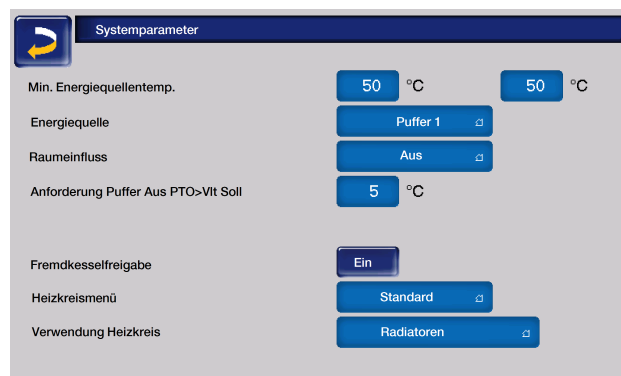 Systemparameter
Min. Energiequellentemp. 50 °C 50 °C
Energiequelle Puffer 1
Raumeinfluss Aus
Anforderung Puffer Aus PTO>Vlt Soll 5 °C
Fremdkesselfreigabe Ein
Heizkreismenü Standard
Verwendung Heizkreis Radiatoren